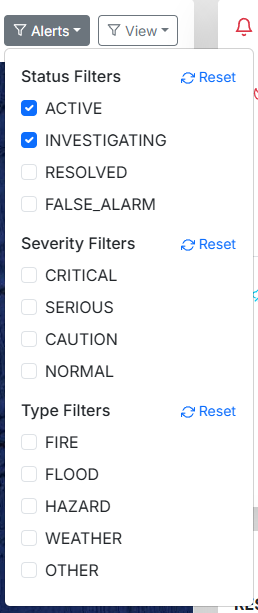 Alerts
View
Status Filters
Reset
ACTIVE
INVESTIGATING
RESOLVED
FALSE_ALARM
Severity Filters
Reset
CRITICAL
SERIOUS
CAUTION
NORMAL
Type Filters
Reset
FIRE
FLOOD
HAZARD
WEATHER
OTHER